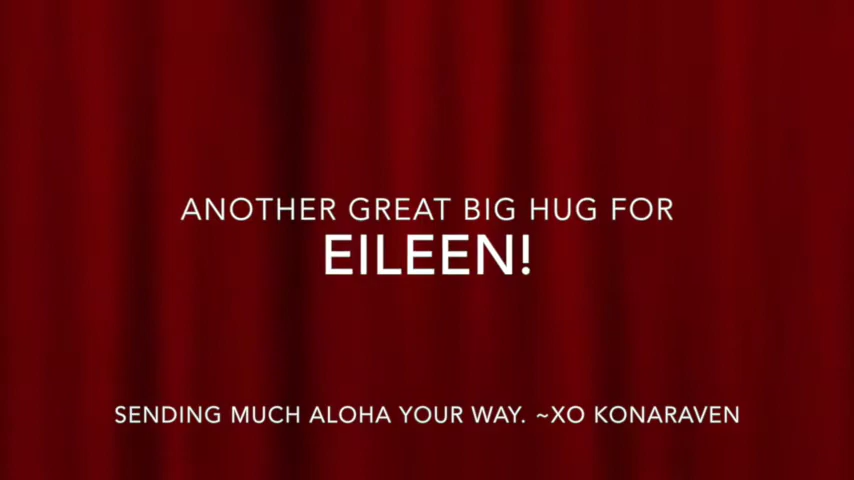 ANOTHER GREAT BIG HUG FOR
EILEEN!
SENDING MUCH ALOHA YOUR WAY. ~XO KONARAVEN